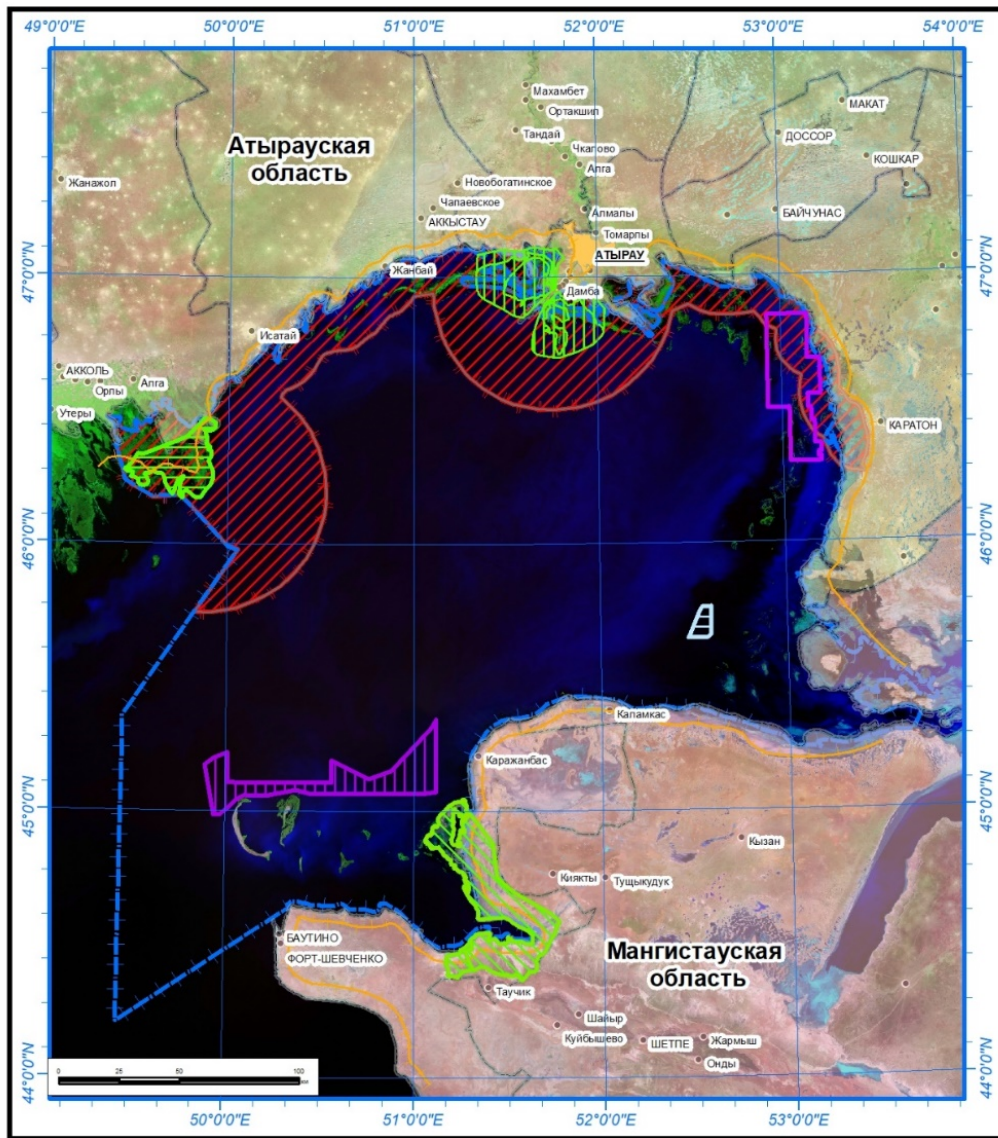 49°0'0"E 50°0'0"E 51°0'0"E 52°0'0"E 53°0'0"E 54°0'0"E
Махамбет
Ортакшил
МАКАТ
Тандай
ДОССОР
Атырауская
область
Чкалово
Алга
КОШКАР
Жанажол
Новобогатинское
Чапаевское
Алмалы
БАЙЧУНАС
АККЫСТАУ
Томарлы
АТЫРАУ
47°0'0"N
Жанбай
47°0'0"N
Дамба
Исатай
АККОЛЬ
Алга
Орлы
Утеры
КАРАТОН
46°0'0"N
46°0'0"N
Каламкас
Каражанбас
45°0'0"N
45°0'0"N
Кызан
Киякты
Тущыкудук
БАУТИНО
ФОРТ-ШЕВЧЕНКО
Мангистауская
область
Таучик
Шайыр
Куйбышево
ШЕТПЕ
Жармыш
Онды
0 25 50 100
44°0'0"N
44°0'0"N
50°0'0"E 51°0'0"E 52°0'0"E 53°0'0"E